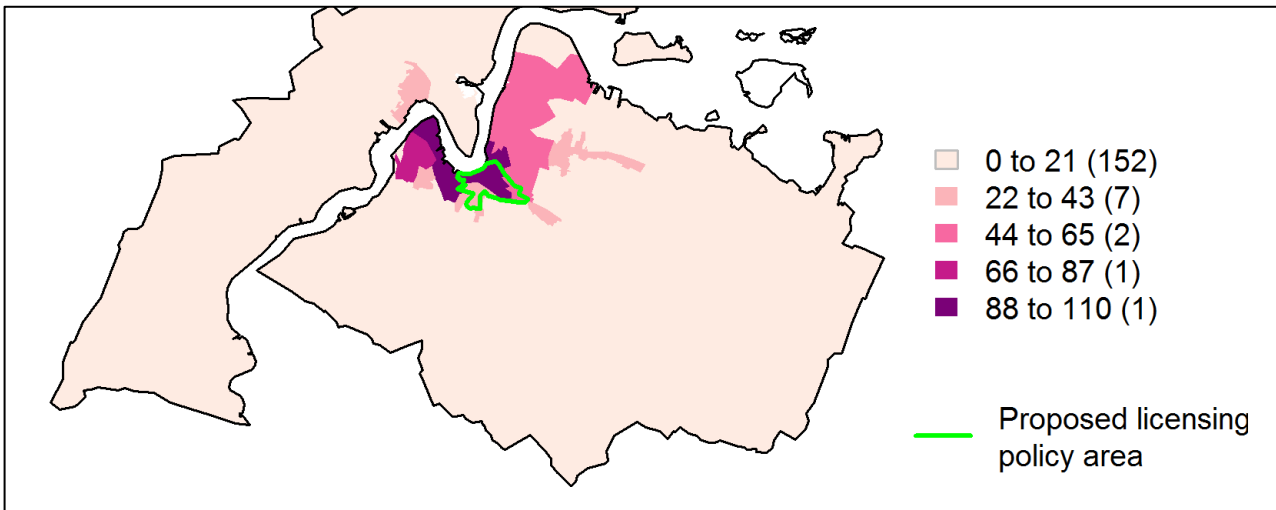 0 to 21 (152)
22 to 43 (7)
44 to 65 (2)
66 to 87 (1)
88 to 110 (1)
Proposed licensing
policy area